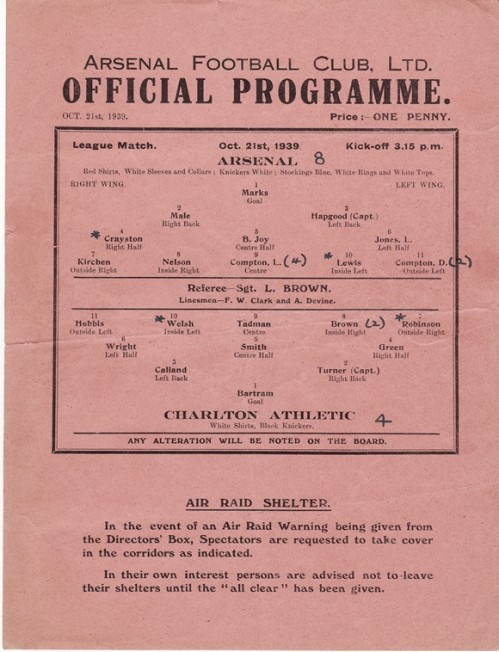 ARSENAL FOOTBALL CLUB, LTD.
OFFICIAL PROGRAMME.
OCT. 21st, 1939. Price :- ONE PENNY.
League Match. Oct. 21st, 1939 Kick-off 3.15 p.m.
ARSENAL 8
Red Shirts, White Sleeves and Collars ; Knickers White ; Stockings Blue, White Rings and White Tops.
RIGHT WING 1 LEFT WING.
Marks
Goal
2 3
Male Hapgood (Capt.)
Right Back Left Back
4 5 6
* Crayston B. Joy Jones, L.
Right Half Centre Half Left Half
7 8 9 10 11
Kirchen Nelson Compton, L. (4) * Lewis Compton, D. (2)
Outside Right Inside Right Centre Inside Left Outside Left
Referee—Sgt. L. BROWN.
Linesmen—F. W. Clark and A. Devine.
11 10 9 8 7
Hobbis * Welsh Tadman Brown (2) * Robinson
Outside Left Inside Left Centre Inside Right Outside Right
6 5 4
Wright Smith Green
Left Half Centre Half Right Half
3 2
Calland Turner (Capt.)
Left Back Right Back
1
Bartram
Goal
CHARLTON ATHLETIC 4
White Shirts, Black Knickers.
ANY ALTERATION WILL BE NOTED ON THE BOARD.
AIR RAID SHELTER.
In the event of an Air Raid Warning being given from
the Directors' Box, Spectators are requested to take cover
in the corridors as indicated.
In their own interest persons are advised not to leave
their shelters until the "all clear" has been given.